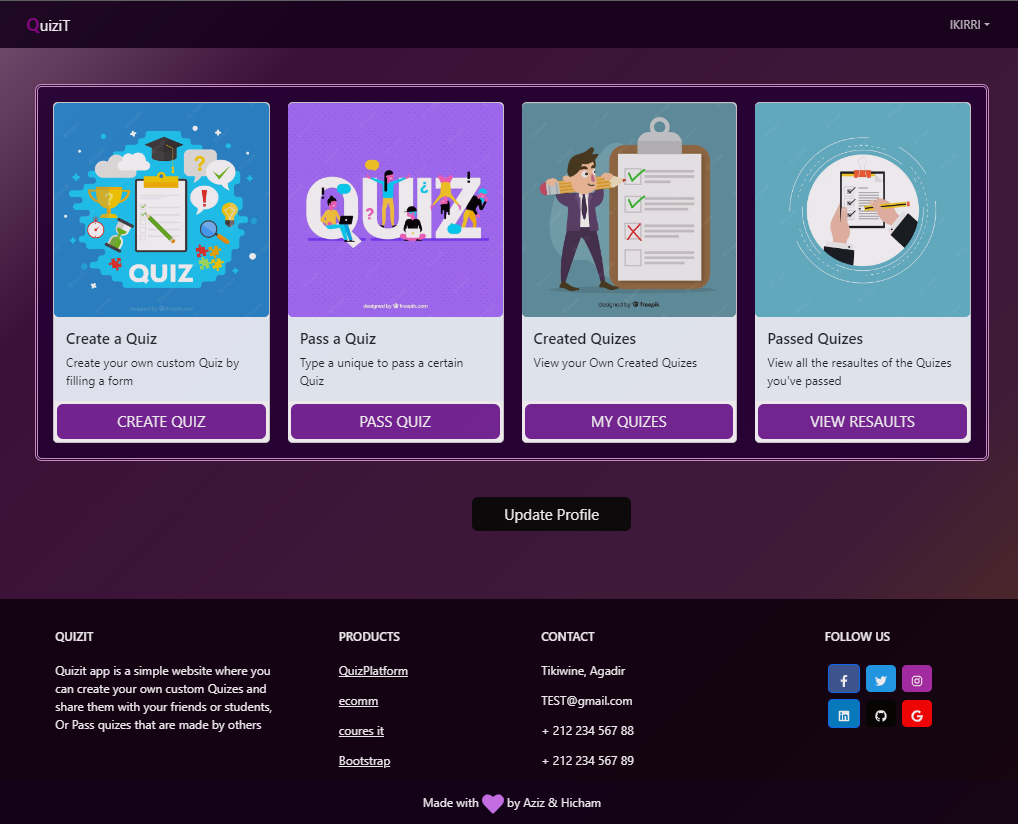 QuiziT
IKIRRI
QUIZ
designed by freepik.com
QUIZ
designed by freepik.com
designed by freepik
Create a Quiz
Create your own custom Quiz by
filling a form
CREATE QUIZ
Pass a Quiz
Type a unique to pass a certain
Quiz
PASS QUIZ
Created Quizes
View your Own Created Quizes
MY QUIZES
Passed Quizes
View all the resaultes of the Quizes
you've passed
VIEW RESAULTS
Update Profile
QUIZIT
Quizit app is a simple website where you
can create your own custom Quizes and
share them with your friends or students,
Or Pass quizes that are made by others
PRODUCTS
QuizPlatform
ecomm
coures it
Bootstrap
CONTACT
Tikiwine, Agadir
TEST@gmail.com
+ 212 234 567 88
+ 212 234 567 89
FOLLOW US
Made with by Aziz & Hicham